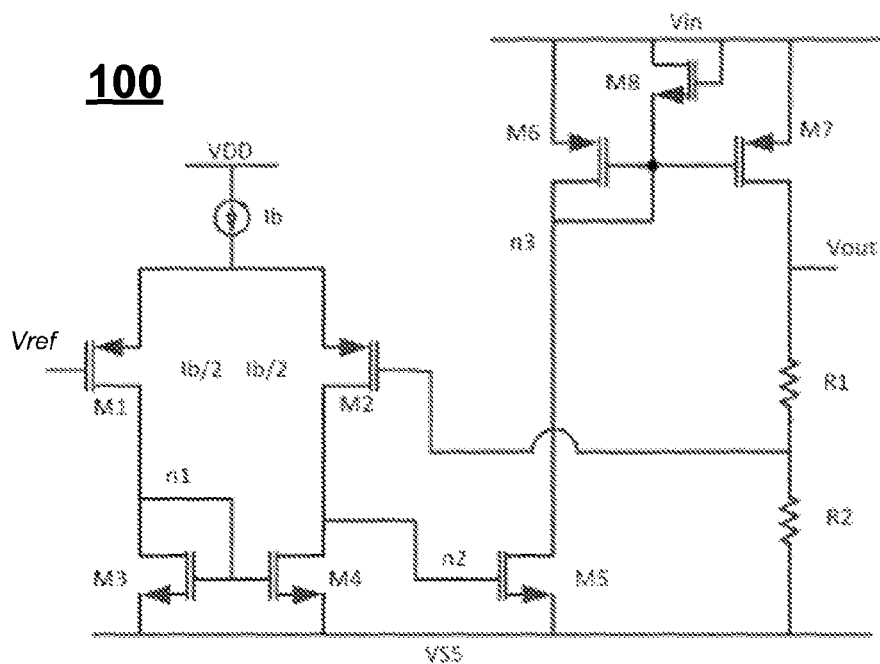 100
Vin
M8
M6
M7
VDD
Ib
n3
Vout
Vref
Ib/2 Ib/2
M1
M2
R1
n1
R2
n2
M3
M4
M5
VSS